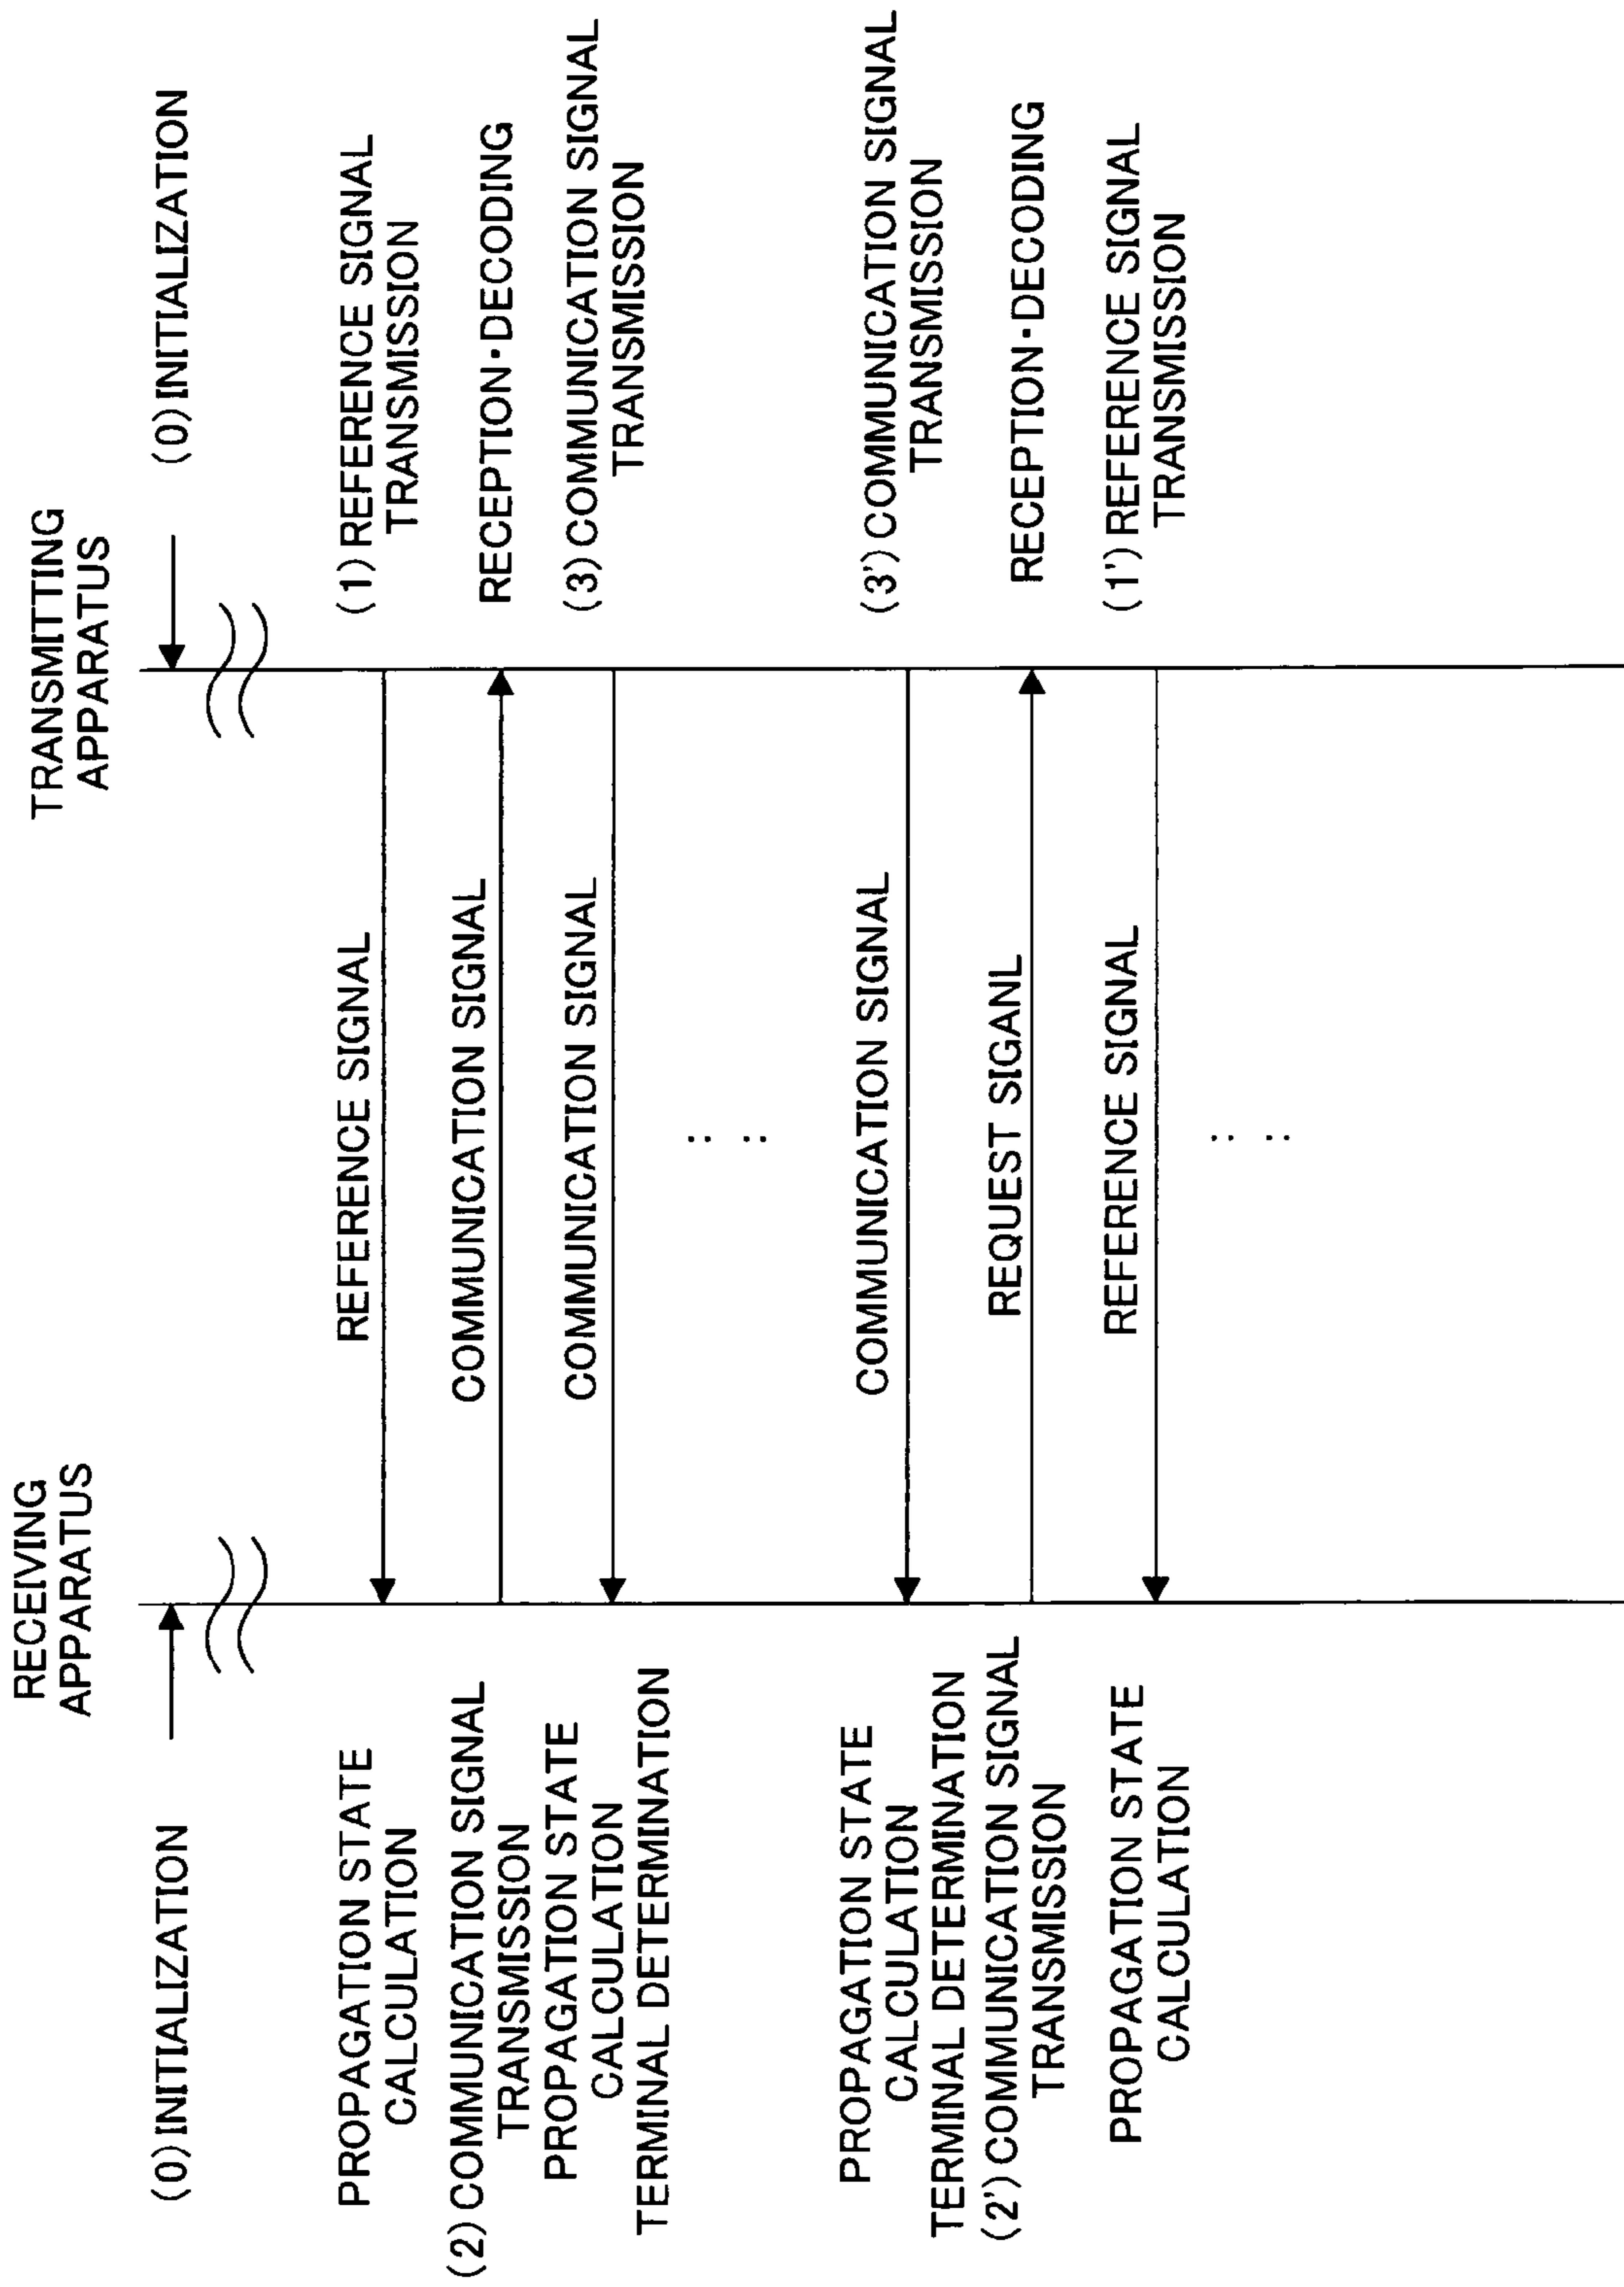 RECEIVING
APPARATUS
TRANSMITTING
APPARATUS
(0) INITIALIZATION
(0) INITIALIZATION
PROPAGATION STATE
CALCULATION
REFERENCE SIGNAL
(1) REFERENCE SIGNAL
TRANSMISSION
(2) COMMUNICATION SIGNAL
TRANSMISSION
COMMUNICATION SIGNAL
RECEPTION·DECODING
PROPAGATION STATE
CALCULATION
TERMINAL DETERMINATION
COMMUNICATION SIGNAL
(3) COMMUNICATION SIGNAL
TRANSMISSION
PROPAGATION STATE
CALCULATION
TERMINAL DETERMINATION
COMMUNICATION SIGNAL
(3') COMMUNICATION SIGNAL
TRANSMISSION
(2') COMMUNICATION SIGNAL
TRANSMISSION
REQUEST SIGANL
RECEPTION·DECODING
PROPAGATION STATE
CALCULATION
REFERENCE SIGNAL
(1') REFERENCE SIGNAL
TRANSMISSION